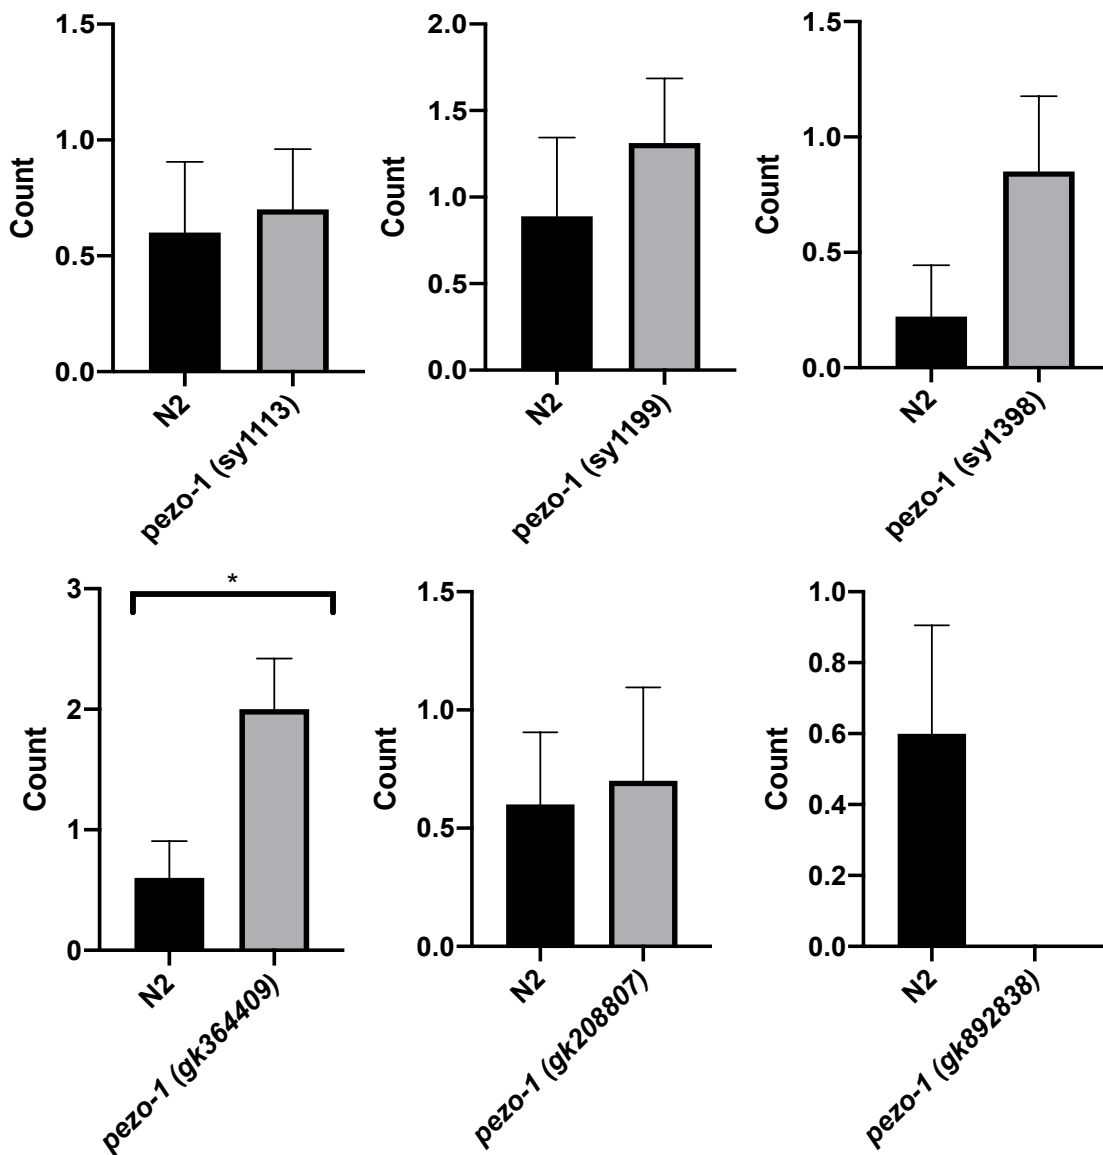 1.5
1.0
0.5
0.0
Count
N2
pezo-1 (sy1113)
2.0
1.5
1.0
0.5
0.0
Count
N2
pezo-1 (sy1199)
1.5
1.0
0.5
0.0
Count
N2
pezo-1 (sy1398)
3
2
1
0
Count
*
N2
pezo-1 (gk364409)
1.5
1.0
0.5
0.0
Count
N2
pezo-1 (gk208807)
1.0
0.8
0.6
0.4
0.2
0.0
Count
N2
pezo-1 (gk892838)